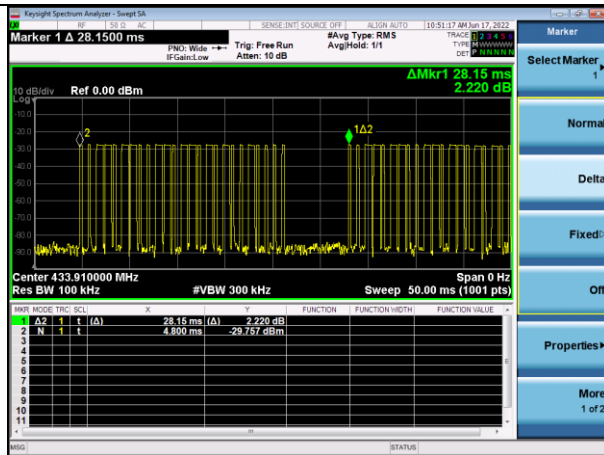 Keysight Spectrum Analyzer - Swept SA
RF 50 Ω AC SENSE:INT SOURCE OFF ALIGN AUTO 10:51:17 AM Jun 17, 2022
Marker 1 Δ 28.1500 ms
PNO: Wide
IFGain:Low
Trig: Free Run
Atten: 10 dB
#Avg Type: RMS
Avg|Hold: 1/1
TRACE 1 2 3 4 5 6
TYPE M WWWWW
DET P N N N N N
ΔMkr1 28.15 ms
2.220 dB
10 dB/div Ref 0.00 dBm
Log
-10.0
-20.0
-30.0
-40.0
-50.0
-60.0
-70.0
-80.0
-90.0
2
1Δ2
Center 433.910000 MHz Span 0 Hz
Res BW 100 kHz #VBW 300 kHz Sweep 50.00 ms (1001 pts)
MKR MODE TRC SCL X Y FUNCTION FUNCTION WIDTH FUNCTION VALUE
1 Δ2 1 t (Δ) 28.15 ms (Δ) 2.220 dB
2 N 1 t 4.800 ms -29.757 dBm
3
4
5
6
7
8
9
10
11
MSG STATUS
Marker
Select Marker
1
Normal
Delta
Fixed
Off
Properties
More
1 of 2